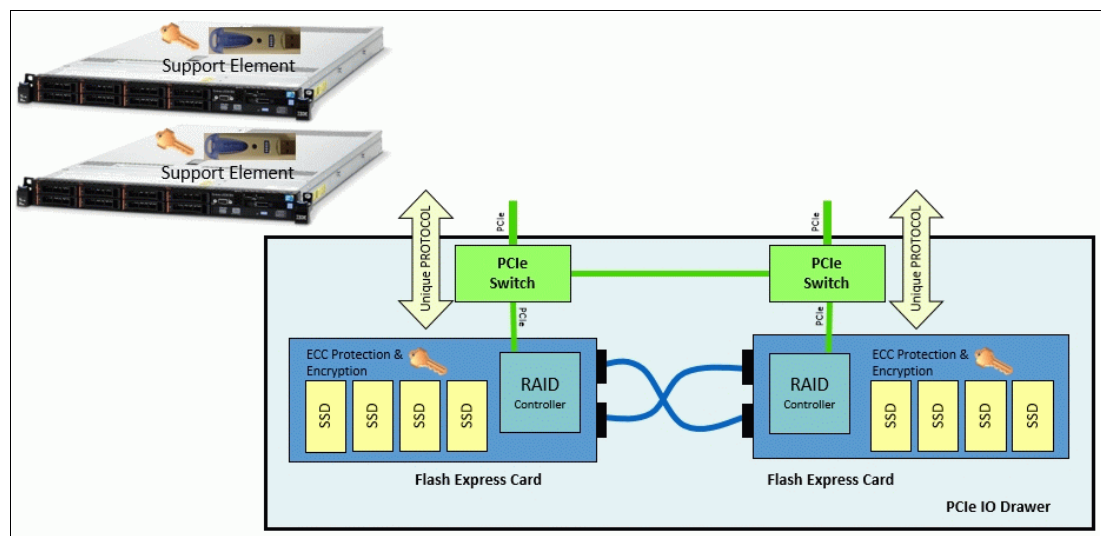 Support Element
Support Element
PCIe
PCIe
Unique PROTOCOL
PCIe
Switch
PCIe
Switch
Unique PROTOCOL
PCIe
PCIe
ECC Protection &
Encryption
SSD
SSD
SSD
SSD
RAID
Controller
RAID
Controller
ECC Protection &
Encryption
SSD
SSD
SSD
SSD
Flash Express Card
Flash Express Card
PCIe IO Drawer